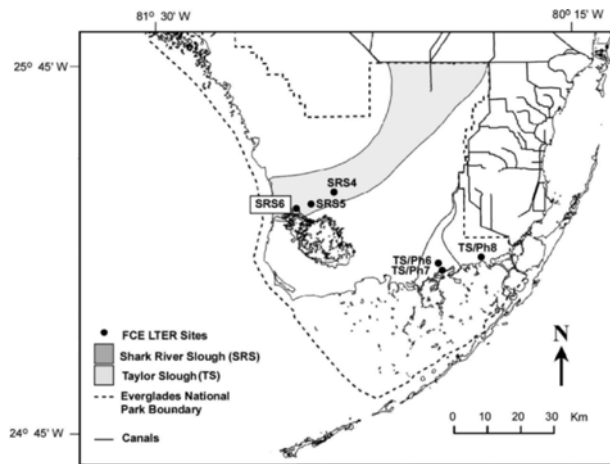 81° 30' W
80° 15' W
25° 45' W
SRS4
SRS6
SRS5
TS/Ph8
TS/Ph6
TS/Ph7
FCE LTER Sites
Shark River Slough (SRS)
Taylor Slough (TS)
Everglades National
Park Boundary
Canals
N
0 10 20 30 Km
24° 45' W